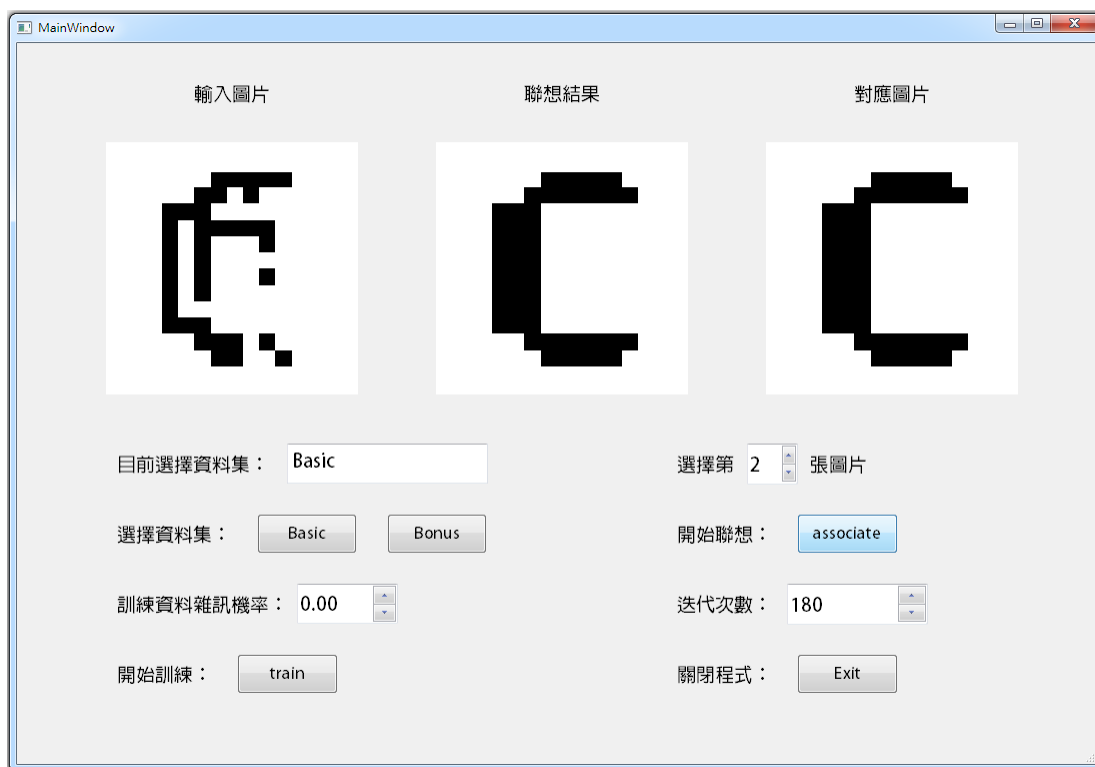 MainWindow
輸入圖片 聯想結果 對應圖片
C C
目前選擇資料集： Basic 選擇第 2 張圖片
選擇資料集： Basic Bonus 開始聯想： associate
訓練資料雜訊機率： 0.00 迭代次數： 180
開始訓練： train 關閉程式： Exit